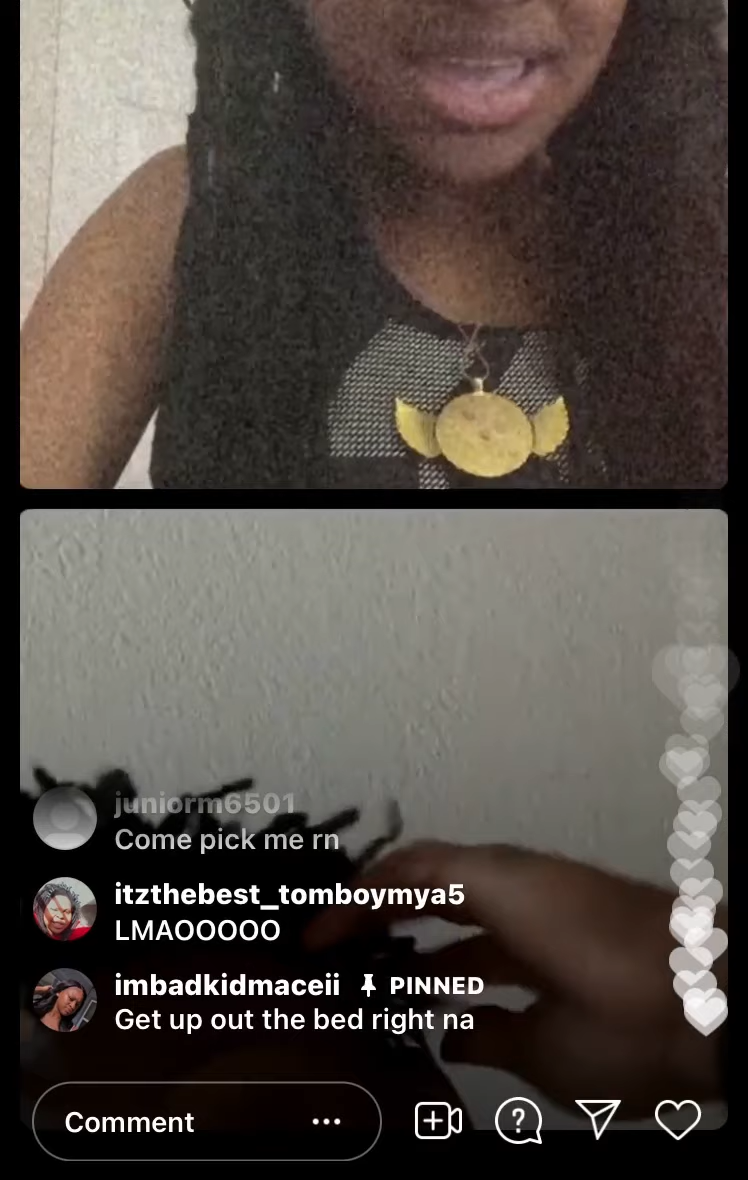 juniorm6501
Come pick me rn
itzthebest_tomboymya5
LMAOOOOO
imbadkidmaceii PINNED
Get up out the bed right na
Comment ...